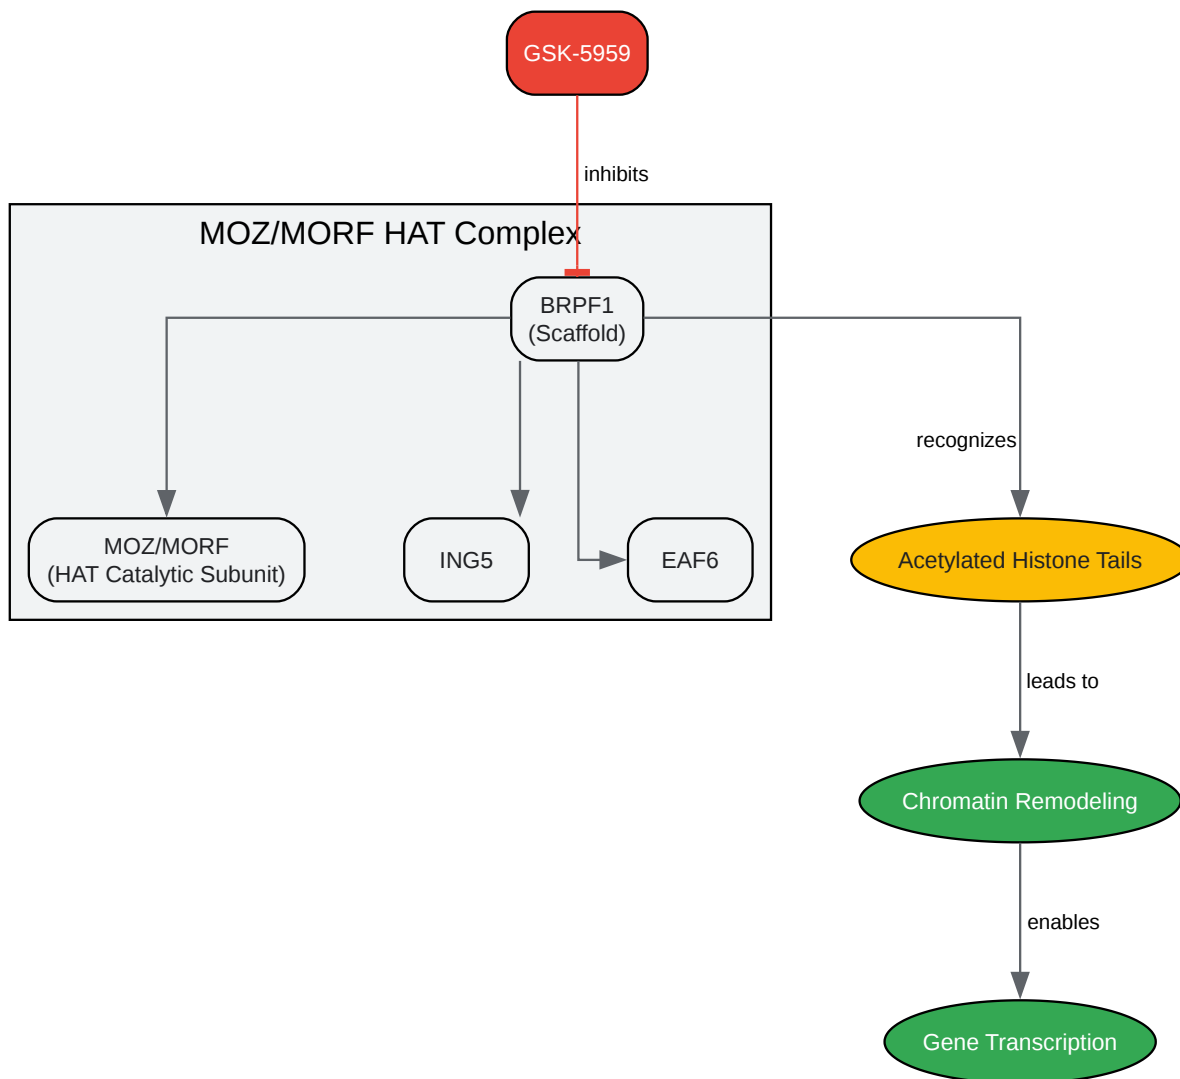 GSK-5959
inhibits
MOZ/MORF HAT Complex
BRPF1
(Scaffold)
recognizes
MOZ/MORF
(HAT Catalytic Subunit)
ING5
EAF6
Acetylated Histone Tails
leads to
Chromatin Remodeling
enables
Gene Transcription